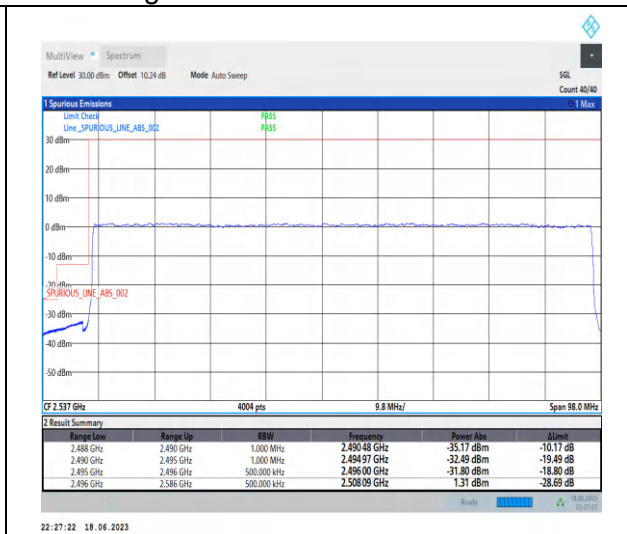 MultiView Spectrum
Ref Level 30.00 dBm Offset 10.24 dB Mode Auto Sweep SGL
Count 40/40
1 Spurious Emissions 1 Max
Limit Check PASS
Line _SPURIOUS_LINE_ABS_002 PASS
30 dBm
20 dBm
10 dBm
0 dBm
-10 dBm
-20 dBm
SPURIOUS_LINE_ABS_002
-30 dBm
-40 dBm
-50 dBm
CF 2.537 GHz 4004 pts 9.8 MHz/ Span 98.0 MHz
2 Result Summary
Range Low Range Up RBW Frequency Power Abs ΔLimit
2.488 GHz 2.490 GHz 1.000 MHz 2.490 48 GHz -35.17 dBm -10.17 dB
2.490 GHz 2.495 GHz 1.000 MHz 2.494 97 GHz -32.49 dBm -19.49 dB
2.495 GHz 2.496 GHz 500.000 kHz 2.496 00 GHz -31.80 dBm -18.80 dB
2.496 GHz 2.586 GHz 500.000 kHz 2.508 09 GHz 1.31 dBm -28.69 dB
Ready 18.06.2023
22:27:21
22:27:22 18.06.2023